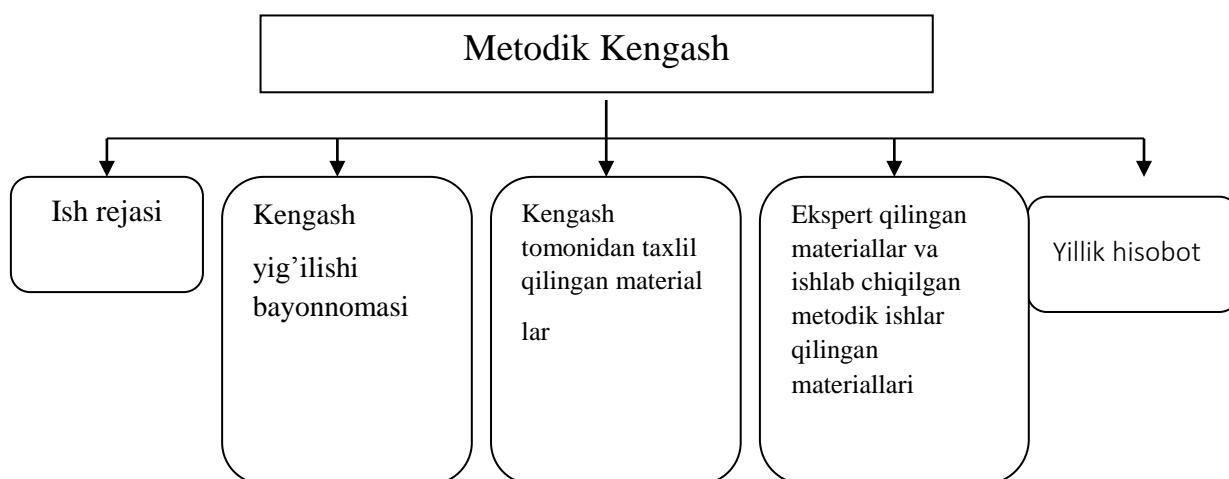 Metodik Kengash
Ish rejasi
Kengash
yig’ilishi
bayonnomasi
Kengash
tomonidan taxlil
qilingan material
lar
Ekspert qilingan
materiallar va
ishlab chiqilgan
metodik ishlar
qilingan
materiallari
Yillik hisobot